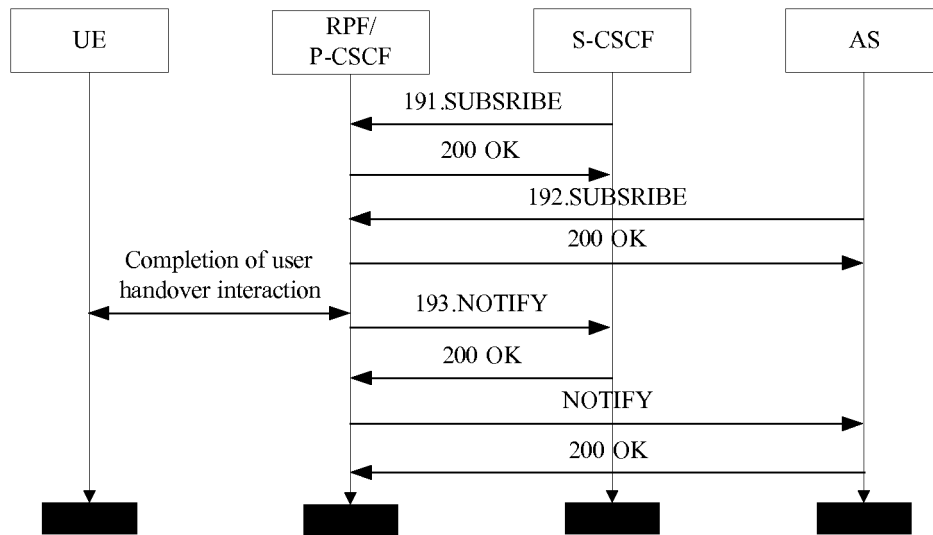 UE
RPF/
P-CSCF
S-CSCF
AS
191.SUBSRIBE
200 OK
192.SUBSRIBE
200 OK
Completion of user
handover interaction
193.NOTIFY
200 OK
NOTIFY
200 OK